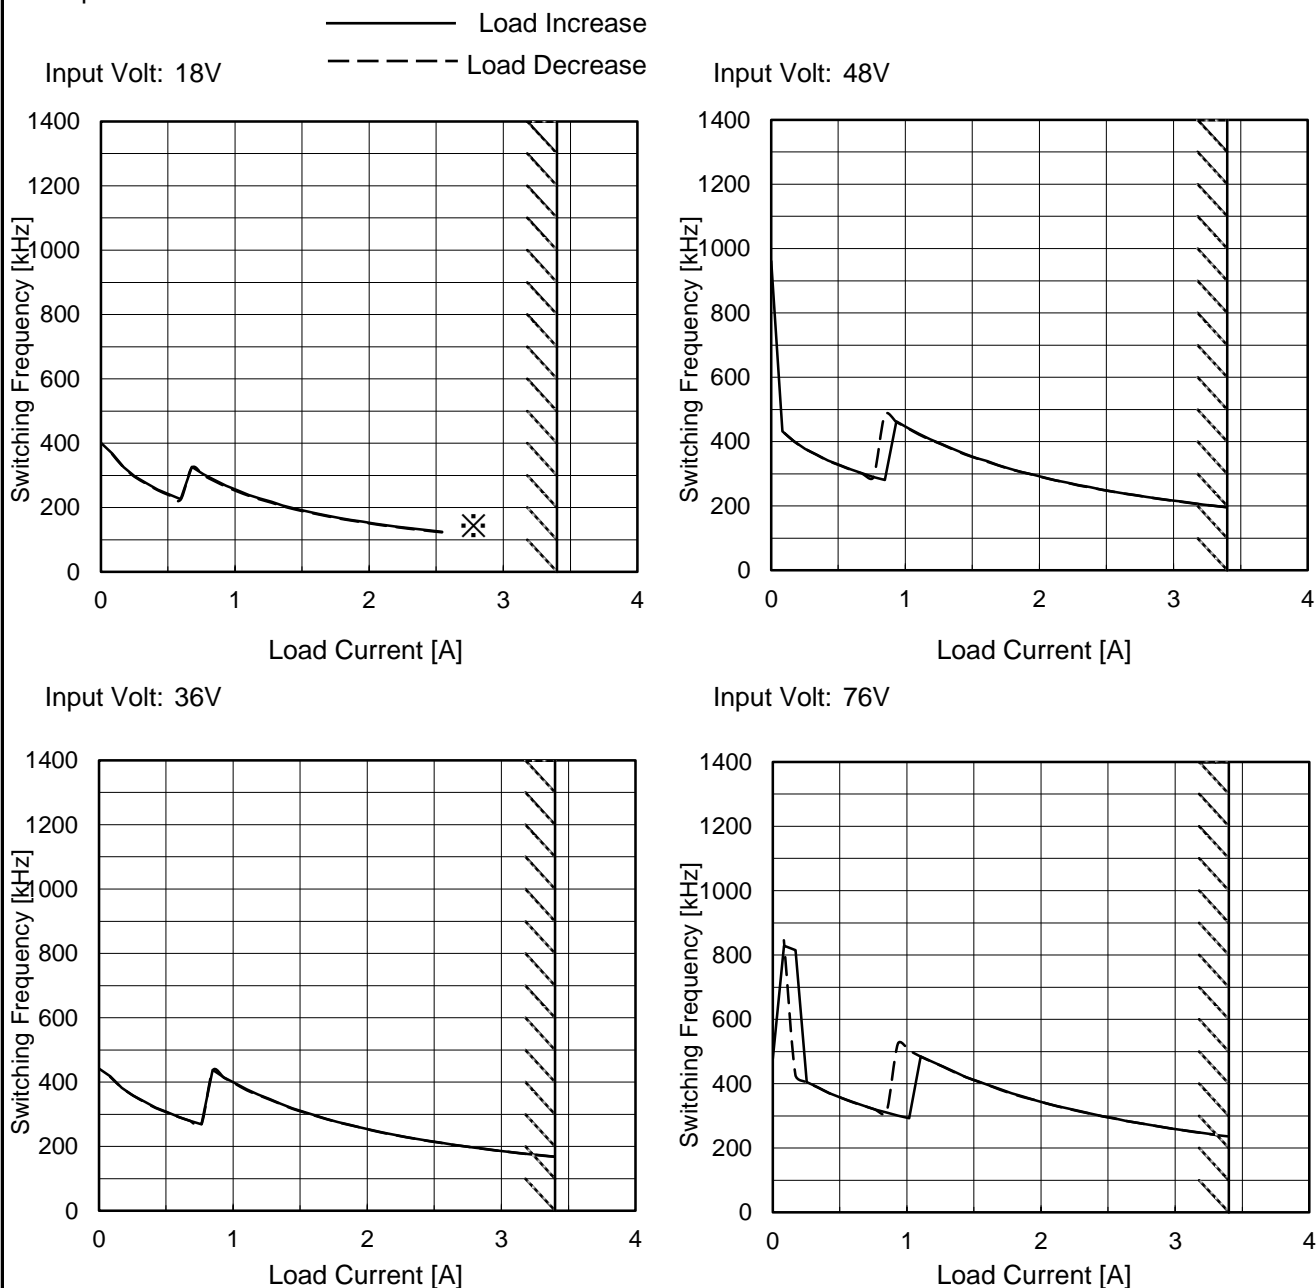 Load Increase
Load Decrease
Input Volt: 18V
1400
1200
1000
800
600
400
200
0
Switching Frequency [kHz]
※
0 1 2 3 4
Load Current [A]
Input Volt: 48V
1400
1200
1000
800
600
400
200
0
Switching Frequency [kHz]
0 1 2 3 4
Load Current [A]
Input Volt: 36V
1400
1200
1000
800
600
400
200
0
Switching Frequency [kHz]
0 1 2 3 4
Load Current [A]
Input Volt: 76V
1400
1200
1000
800
600
400
200
0
Switching Frequency [kHz]
0 1 2 3 4
Load Current [A]